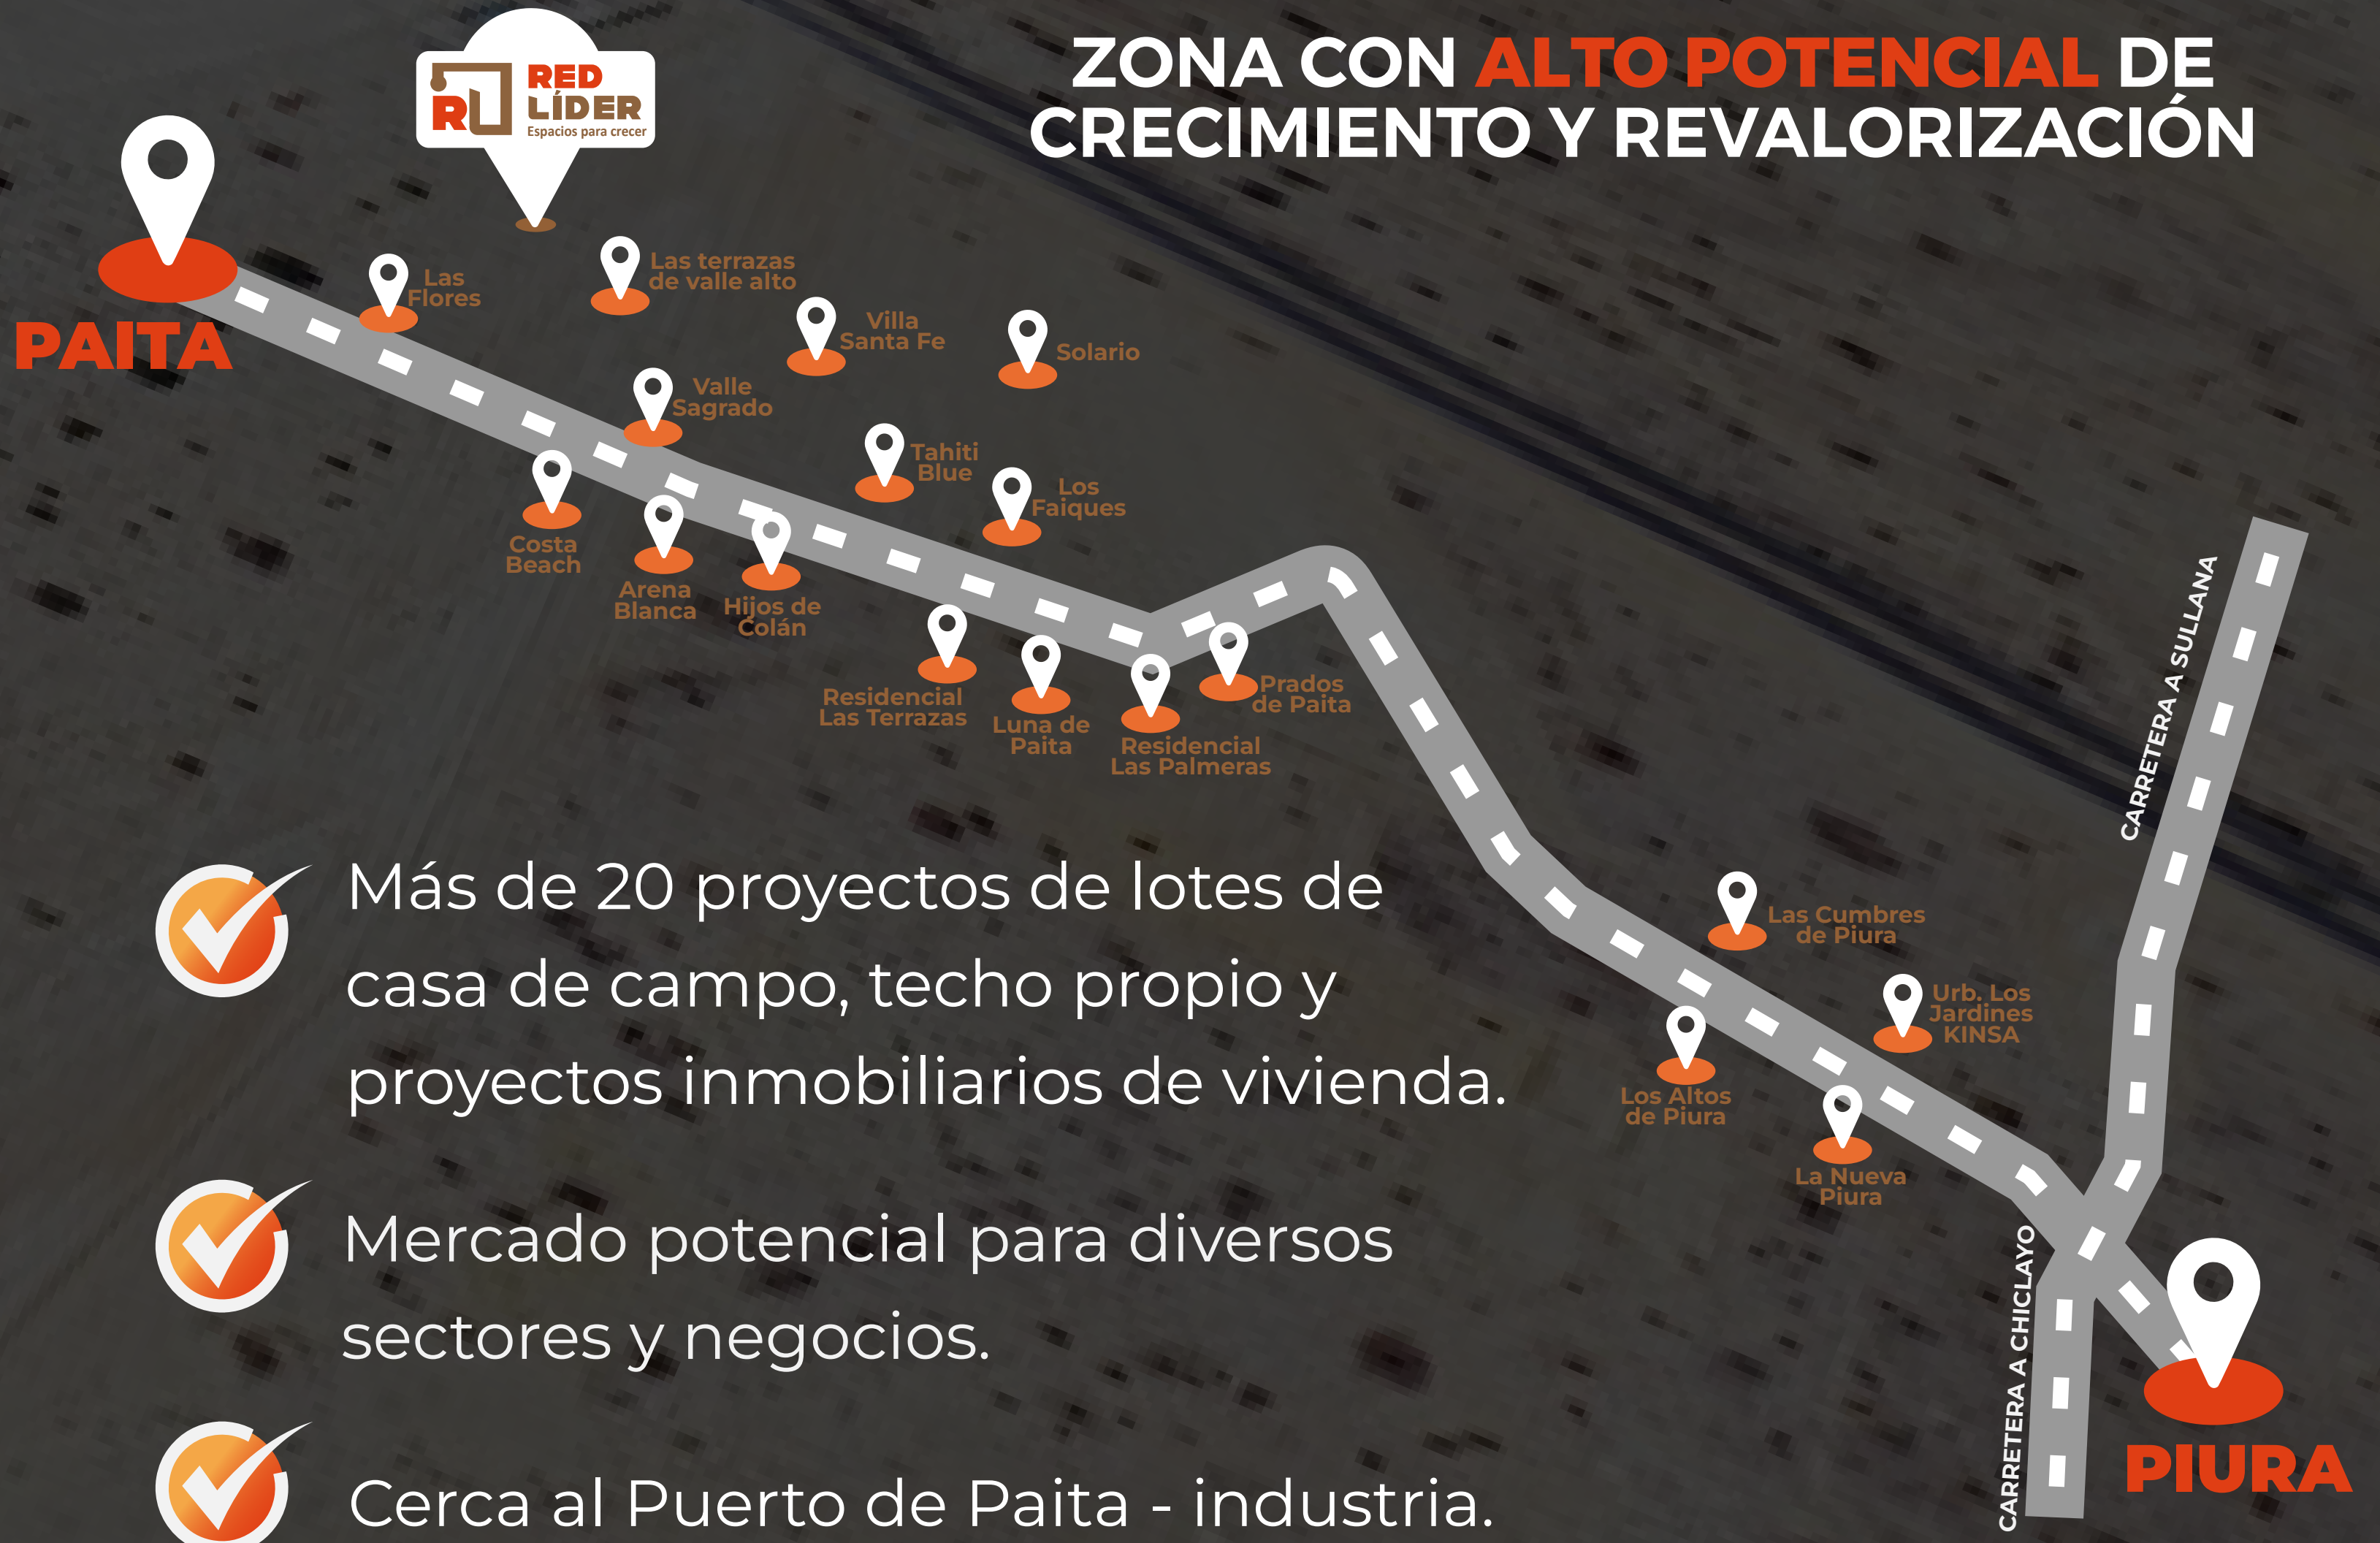 ZONA CON ALTO POTENCIAL DE
CRECIMIENTO Y REVALORIZACIÓN
RL
RED
LÍDER
Espacios para crecer
PAITA
Las
Flores
Las terrazas
de valle alto
Villa
Santa Fe
Solario
Valle
Sagrado
Tahiti
Blue
Los
Faiques
Costa
Beach
Arena
Blanca
Hijos de
Colán
Residencial
Las Terrazas
Luna de
Paita
Residencial
Las Palmeras
Prados
de Paita
CARRETERA A SULLANA
Las Cumbres
de Piura
Urb. Los
Jardines
KINSA
Los Altos
de Piura
La Nueva
Piura
CARRETERA A CHICLAYO
PIURA
Más de 20 proyectos de lotes de
casa de campo, techo propio y
proyectos inmobiliarios de vivienda.
Mercado potencial para diversos
sectores y negocios.
Cerca al Puerto de Paita - industria.